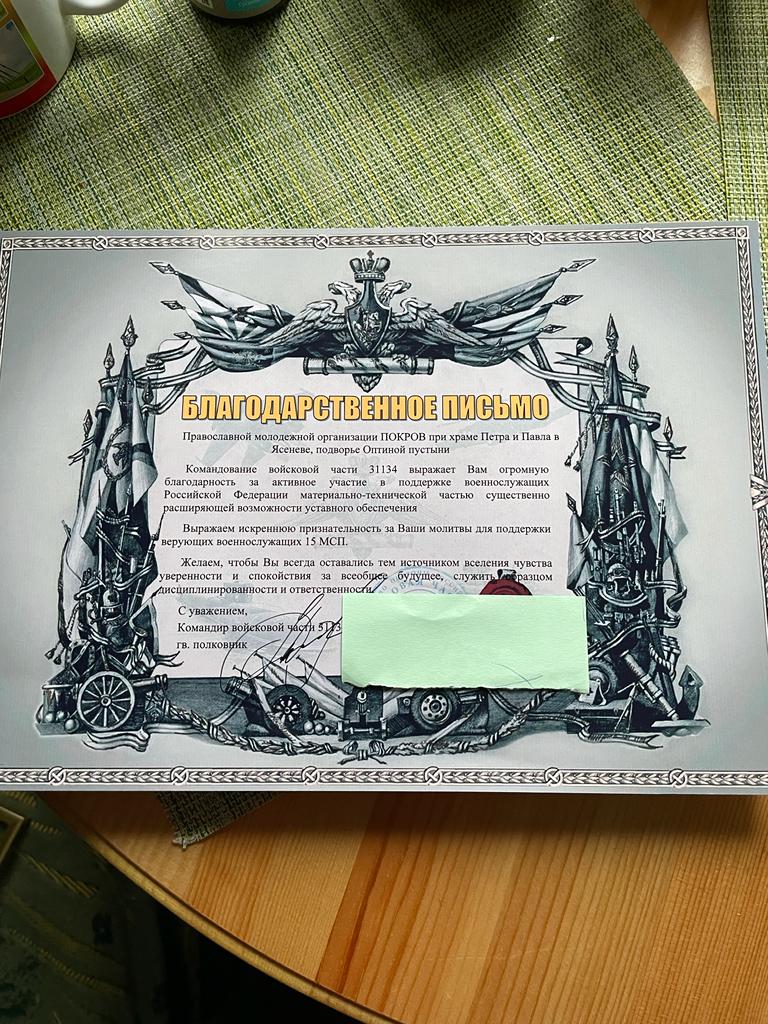 БЛАГОДАРСТВЕННОЕ ПИСЬМО
Православной молодежной организации ПОКРОВ при храме Петра и Павла в
Ясеневе, подворье Оптиной пустыни
Командование войсковой части 31134 выражает Вам огромную
благодарность за активное участие в поддержке военнослужащих
Российской Федерации материально-технической частью существенно
расширяющей возможности уставного обеспечения
Выражаем искреннюю признательность за Ваши молитвы для поддержки
верующих военнослужащих 15 МСП.
Желаем, чтобы Вы всегда оставались тем источником вселения чувства
уверенности и спокойствия за всеобщее будущее, служить образцом
дисциплинированности и ответственности
С уважением,
Командир войсковой части 5113
гв. полковник